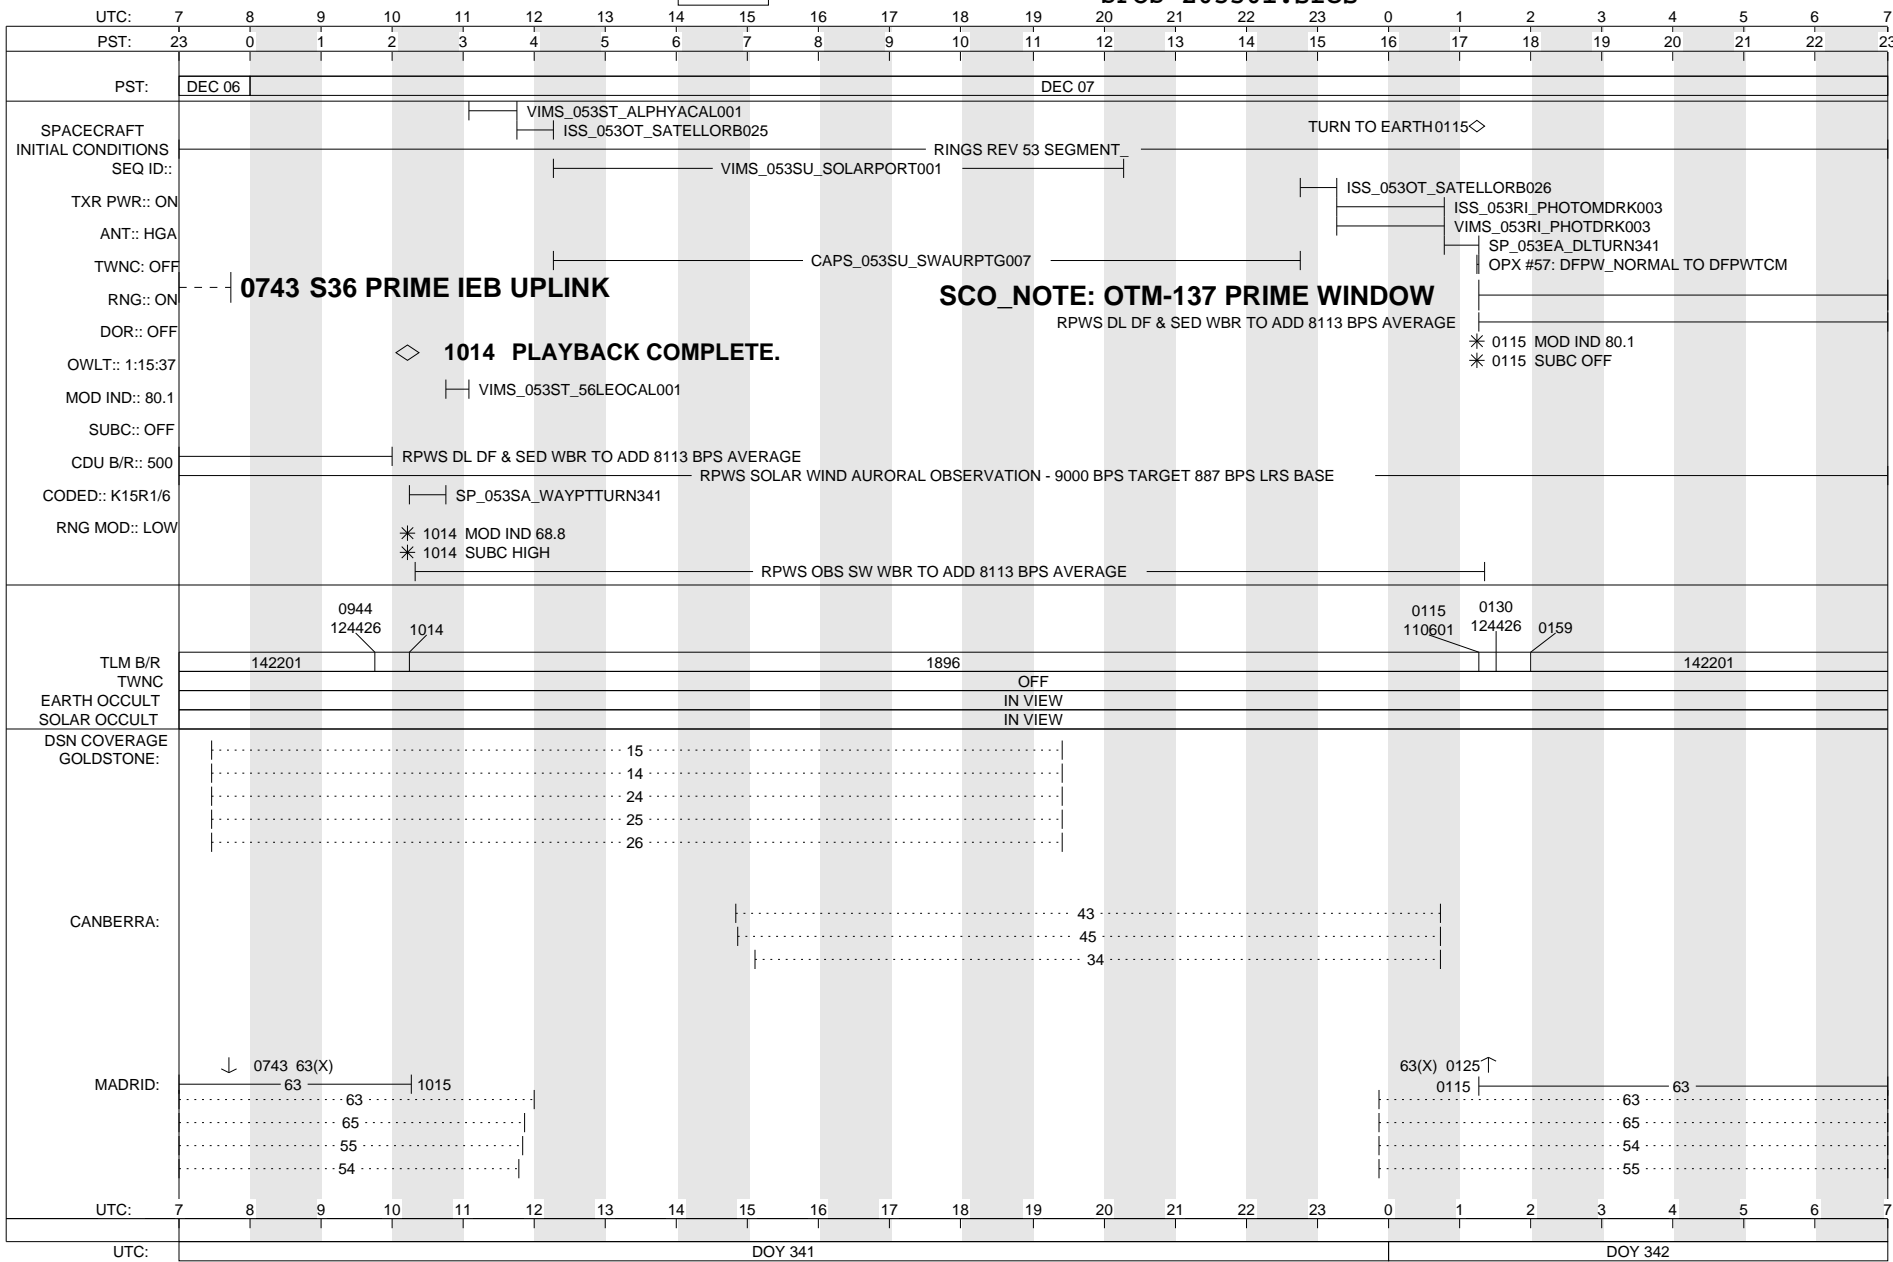 UTC: 7 8 9 10 11 12 13 14 15 16 17 18 19 20 21 22 23 0 1 2 3 4 5 6 7
PST: 23 0 1 2 3 4 5 6 7 8 9 10 11 12 13 14 15 16 17 18 19 20 21 22 23
PST: DEC 06 DEC 07
VIMS_053ST_ALPHYACAL001
SPACECRAFT ISS_053OT_SATELLORB025 TURN TO EARTH 0115
INITIAL CONDITIONS RINGS REV 53 SEGMENT_
SEQ ID:: VIMS_053SU_SOLARPORT001
ISS_053OT_SATELLORB026
TXR PWR:: ON ISS_053RI_PHOTOMDRK003
VIMS_053RI_PHOTDRK003
ANT:: HGA
SP_053EA_DLTURN341
TWNC: OFF CAPS_053SU_SWAURPTG007 OPX #57: DFPW_NORMAL TO DFPWTCM
0743 S36 PRIME IEB UPLINK
RNG:: ON SCO_NOTE: OTM-137 PRIME WINDOW
RPWS DL DF & SED WBR TO ADD 8113 BPS AVERAGE
DOR:: OFF
0115 MOD IND 80.1
1014 PLAYBACK COMPLETE.
0115 SUBC OFF
OWLT:: 1:15:37
VIMS_053ST_56LEOCAL001
MOD IND:: 80.1
SUBC:: OFF
RPWS DL DF & SED WBR TO ADD 8113 BPS AVERAGE
CDU B/R:: 500
RPWS SOLAR WIND AURORAL OBSERVATION - 9000 BPS TARGET 887 BPS LRS BASE
CODED:: K15R1/6 SP_053SA_WAYPTTURN341
RNG MOD:: LOW
1014 MOD IND 68.8
1014 SUBC HIGH
RPWS OBS SW WBR TO ADD 8113 BPS AVERAGE
0944 0115 0130
124426 1014 110601 124426 0159
TLM B/R 142201 1896 142201
TWNC OFF
EARTH OCCULT IN VIEW
SOLAR OCCULT IN VIEW
DSN COVERAGE
GOLDSTONE: 15
14
24
25
26
CANBERRA: 43
45
34
0743 63(X) 63(X) 0125
MADRID: 63 1015 0115 63
63 63
65 65
55 54
54 55
UTC: 7 8 9 10 11 12 13 14 15 16 17 18 19 20 21 22 23 0 1 2 3 4 5 6 7
UTC: DOY 341 DOY 342